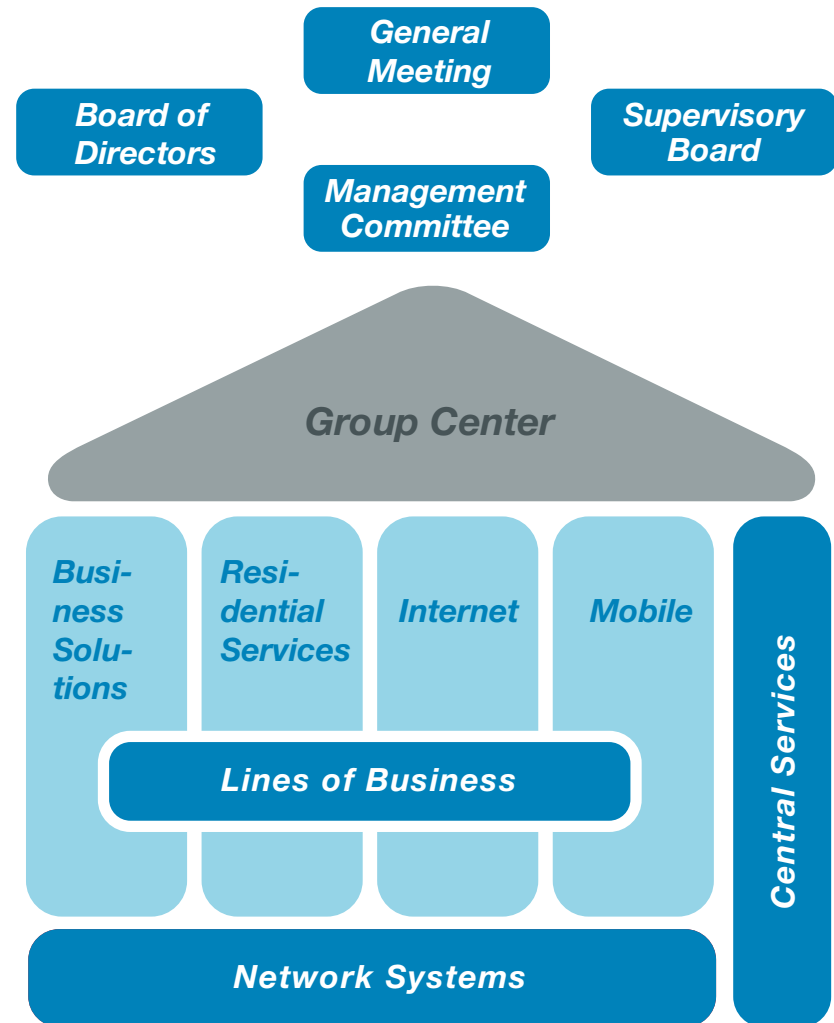 General
Meeting
Board of
Directors
Supervisory
Board
Management
Committee
Group Center
Busi-
ness
Solu-
tions
Resi-
dential
Services
Internet
Mobile
Lines of Business
Central Services
Network Systems